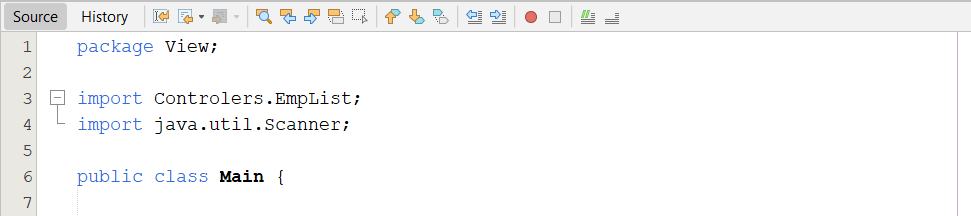 Source History
1 package View;
2
3 import Controlers.EmpList;
4 import java.util.Scanner;
5
6 public class Main {
7